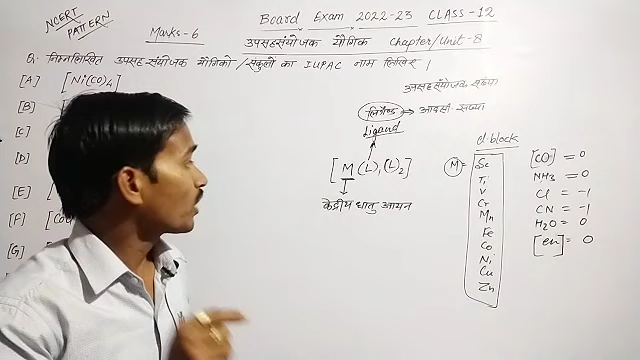 NCERT PATTERN
Board Exam 2022-23 CLASS-12
Marks-6
उपसहसंयोजक यौगिक Chapter/Unit-8
Q. निम्नलिखित उपसह-संयोजक यौगिकों/संकुलों का IUPAC नाम लिखिए।
[A] [Ni(CO)4]
[B]
[C]
[D]
[E]
[F]
[G]
उपसहसंयोजक संख्या
लिगैण्ड → आक्सी. संख्या
Ligand
[M(L)1(L)2]
केंद्रीय धातु आयन
d-block
M = Sc
Ti
V
Cr
Mn
Fe
Co
Ni
Cu
Zn
[CO] = 0
NH3 = 0
Cl = -1
CN = -1
H2O = 0
[en] = 0